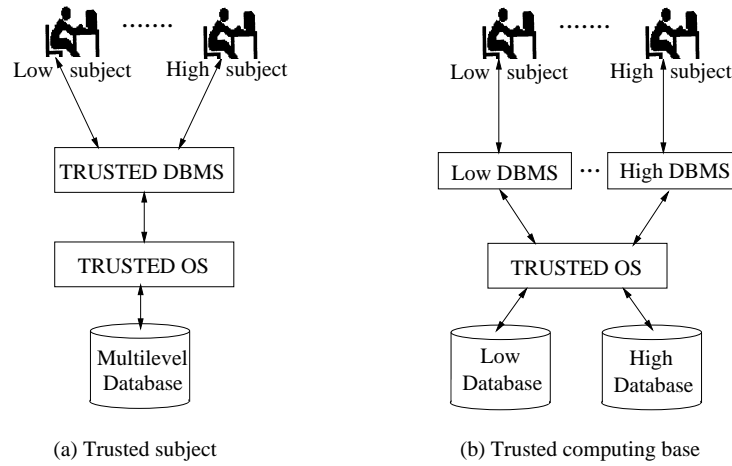 Low subject
High subject
TRUSTED DBMS
TRUSTED OS
Multilevel
Database
(a) Trusted subject
Low subject
High subject
Low DBMS
...
High DBMS
TRUSTED OS
Low
Database
High
Database
(b) Trusted computing base